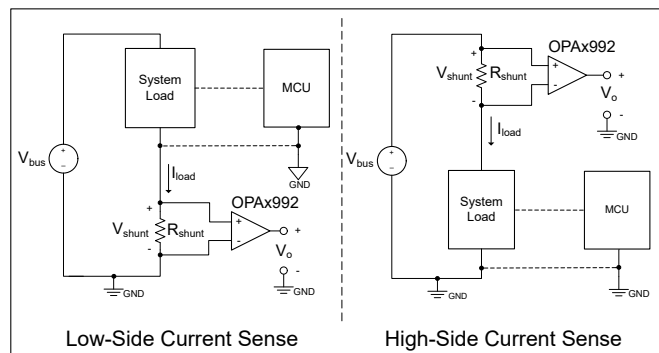 System
Load
MCU
GND
V_bus
+
-
I_load
OPAx992
+
V_shunt
-
R_shunt
+
-
+
V_o
-
GND
GND
Low-Side Current Sense
OPAx992
+
V_shunt
-
R_shunt
+
-
+
V_o
-
GND
I_load
V_bus
+
-
System
Load
MCU
GND
GND
High-Side Current Sense